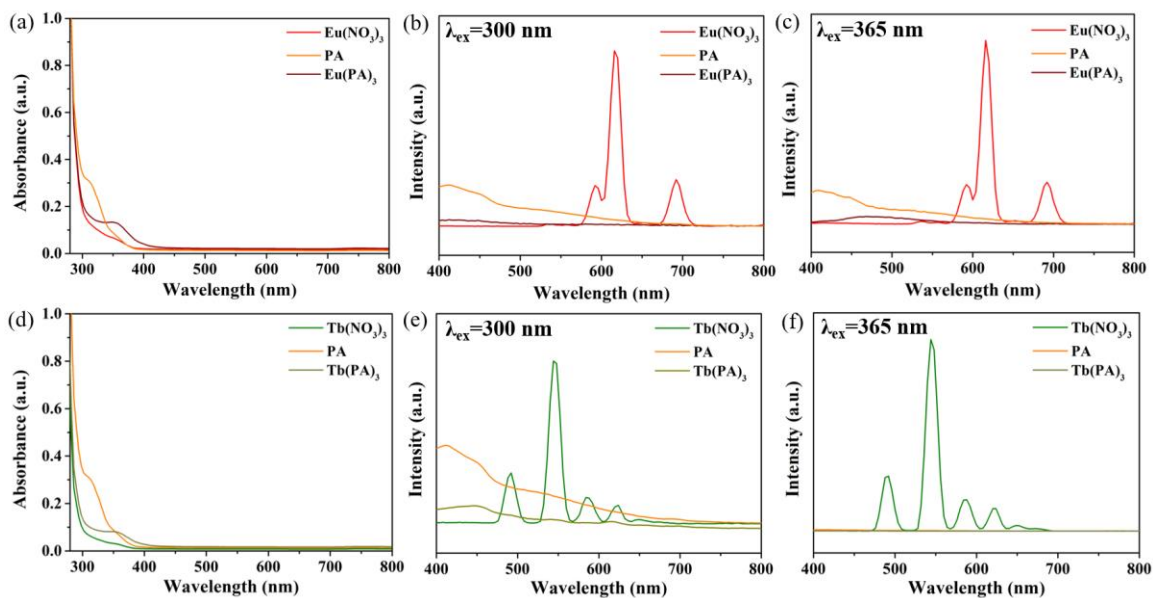 (a)
Eu(NO₃)₃
PA
Eu(PA)₃
Absorbance (a.u.)
1.0
0.8
0.6
0.4
0.2
0.0
300 400 500 600 700 800
Wavelength (nm)
(b)
λex=300 nm
Eu(NO₃)₃
PA
Eu(PA)₃
Intensity (a.u.)
400 500 600 700 800
Wavelength (nm)
(c)
λex=365 nm
Eu(NO₃)₃
PA
Eu(PA)₃
Intensity (a.u.)
400 500 600 700 800
Wavelength (nm)
(d)
Tb(NO₃)₃
PA
Tb(PA)₃
Absorbance (a.u.)
1.0
0.8
0.6
0.4
0.2
0.0
300 400 500 600 700 800
Wavelength (nm)
(e)
λex=300 nm
Tb(NO₃)₃
PA
Tb(PA)₃
Intensity (a.u.)
400 500 600 700 800
Wavelength (nm)
(f)
λex=365 nm
Tb(NO₃)₃
PA
Tb(PA)₃
Intensity (a.u.)
400 500 600 700 800
Wavelength (nm)